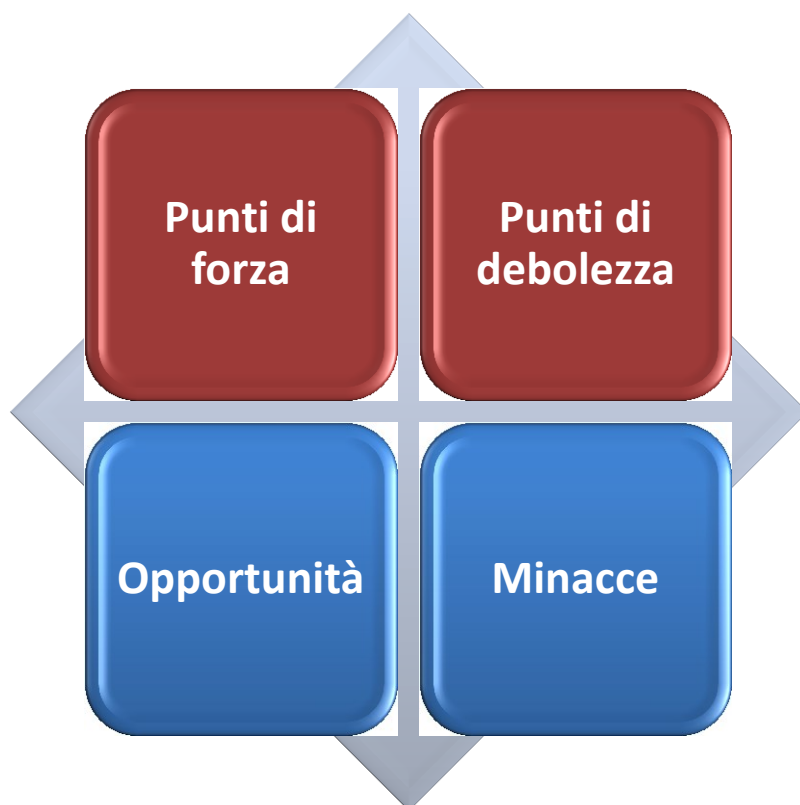 Punti di
forza
Punti di
debolezza
Opportunità
Minacce